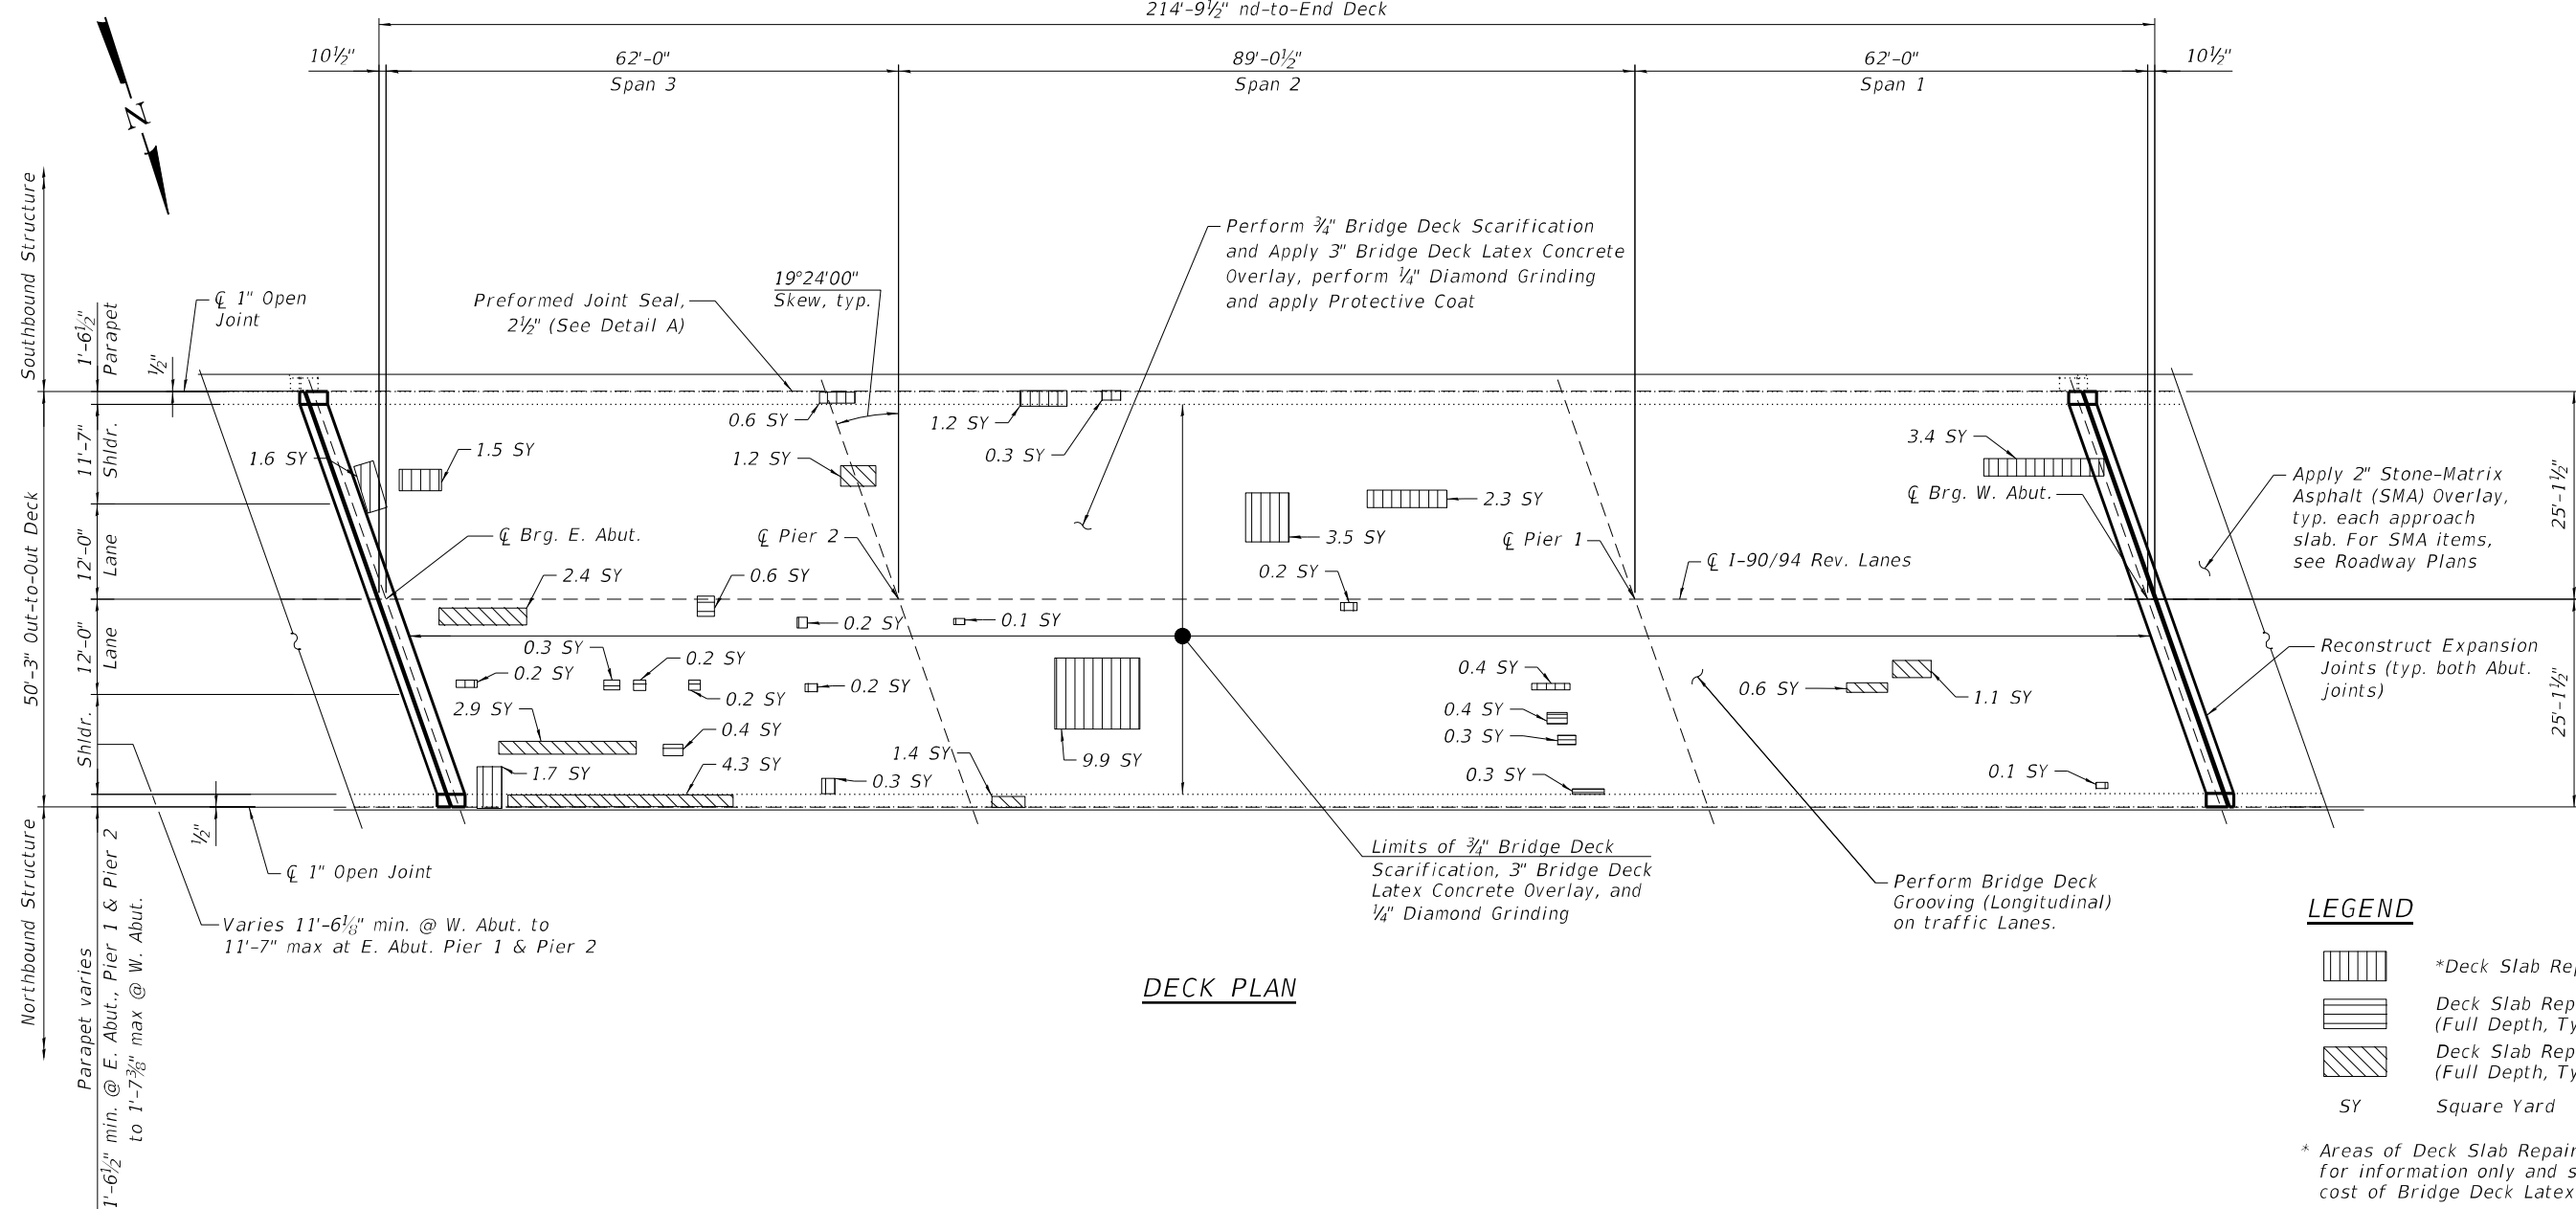 214'-9½" nd-to-End Deck
10½"
62'-0"
89'-0½"
62'-0"
10½"
Span 3
Span 2
Span 1
N
Southbound Structure
1'-6½"
Parapet
½"
℄ 1" Open
Joint
Preformed Joint Seal,
2½" (See Detail A)
19°24'00"
Skew, typ.
Perform ¾" Bridge Deck Scarification
and Apply 3" Bridge Deck Latex Concrete
Overlay, perform ¼" Diamond Grinding
and apply Protective Coat
0.6 SY
1.2 SY
0.3 SY
11'-7"
Shldr.
1.6 SY
1.5 SY
1.2 SY
3.4 SY
2.3 SY
3.5 SY
℄ Brg. W. Abut.
Apply 2" Stone-Matrix
Asphalt (SMA) Overlay,
typ. each approach
slab. For SMA items,
see Roadway Plans
25'-1½"
50'-3" Out-to-Out Deck
12'-0"
Lane
℄ Brg. E. Abut.
℄ Pier 2
℄ Pier 1
℄ I-90/94 Rev. Lanes
2.4 SY
0.6 SY
0.2 SY
0.2 SY
0.1 SY
12'-0"
Lane
0.3 SY
0.2 SY
0.2 SY
0.2 SY
0.2 SY
0.4 SY
0.6 SY
1.1 SY
Reconstruct Expansion
Joints (typ. both Abut.
joints)
25'-1½"
Shldr.
2.9 SY
0.4 SY
0.4 SY
0.3 SY
1.7 SY
4.3 SY
0.3 SY
1.4 SY
9.9 SY
0.3 SY
0.1 SY
½"
℄ 1" Open Joint
Varies 11'-6⅛" min. @ W. Abut. to
11'-7" max at E. Abut. Pier 1 & Pier 2
Northbound Structure
Parapet varies
1'-6½" min. @ E. Abut., Pier 1 & Pier 2
to 1'-7⅜" max @ W. Abut.
Limits of ¾" Bridge Deck
Scarification, 3" Bridge Deck
Latex Concrete Overlay, and
¼" Diamond Grinding
Perform Bridge Deck
Grooving (Longitudinal)
on traffic Lanes.
DECK PLAN
LEGEND
*Deck Slab Rep
Deck Slab Rep
(Full Depth, Ty
Deck Slab Rep
(Full Depth, Ty
SY Square Yard
* Areas of Deck Slab Repair
for information only and s
cost of Bridge Deck Latex